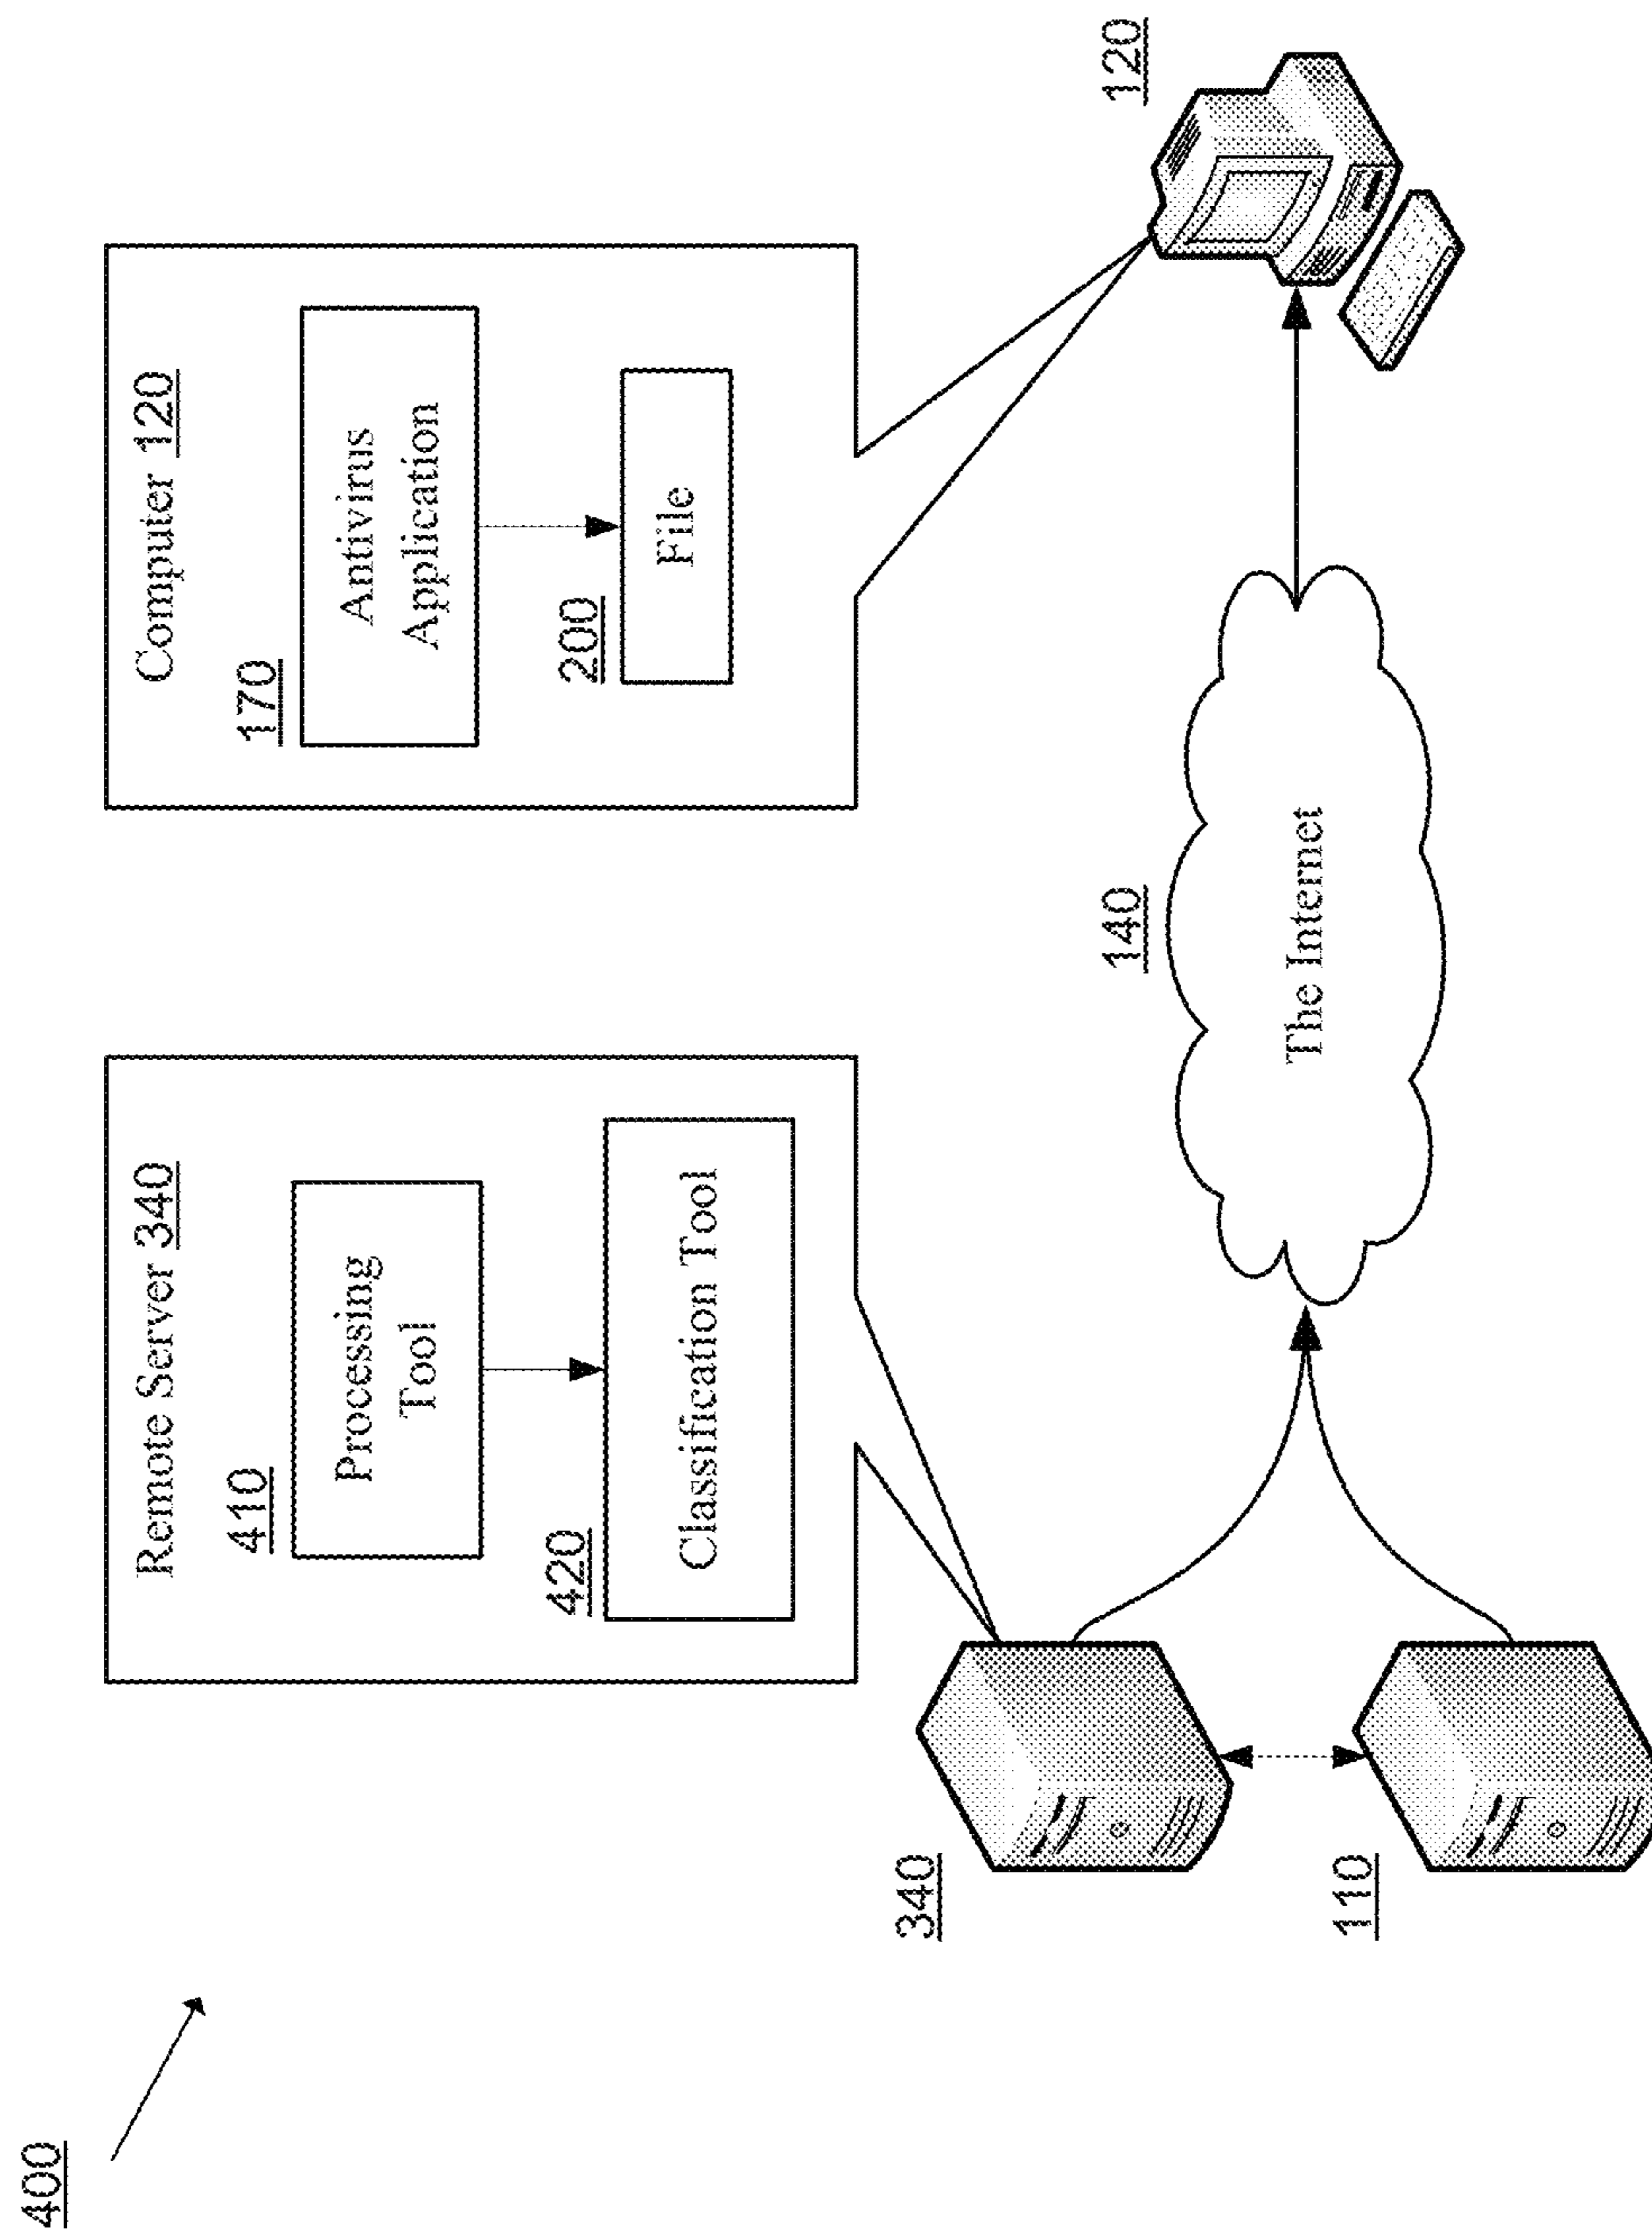 400
Remote Server 340
410
Processing
Tool
420
Classification Tool
Computer 120
170
Antivirus
Application
200
File
340
110
140
The Internet
120